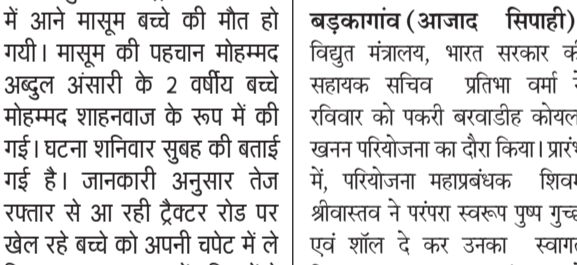 में आने मासूम बच्चे की मौत हो
गयी। मासूम की पहचान मोहम्मद
अब्दुल अंसारी के 2 वर्षीय बच्चे
मोहम्मद शाहनवाज के रूप में की
गई। घटना शनिवार सुबह की बताई
गई है। जानकारी अनुसार तेज
रफ्तार से आ रही ट्रैक्टर रोड पर
खेल रहे बच्चे को अपनी चपेट में ले
बड़कागांव (आजाद सिपाही)
विद्युत मंत्रालय, भारत सरकार
सहायक सचिव प्रतिभा वर्मा
रविवार को पकरी बरवाडीह
खनन परियोजना का दौरा किया।
में, परियोजना महाप्रबंधक
श्रीवास्तव ने परंपरा स्वरूप पुष्प
एवं शॉल दे कर उनका